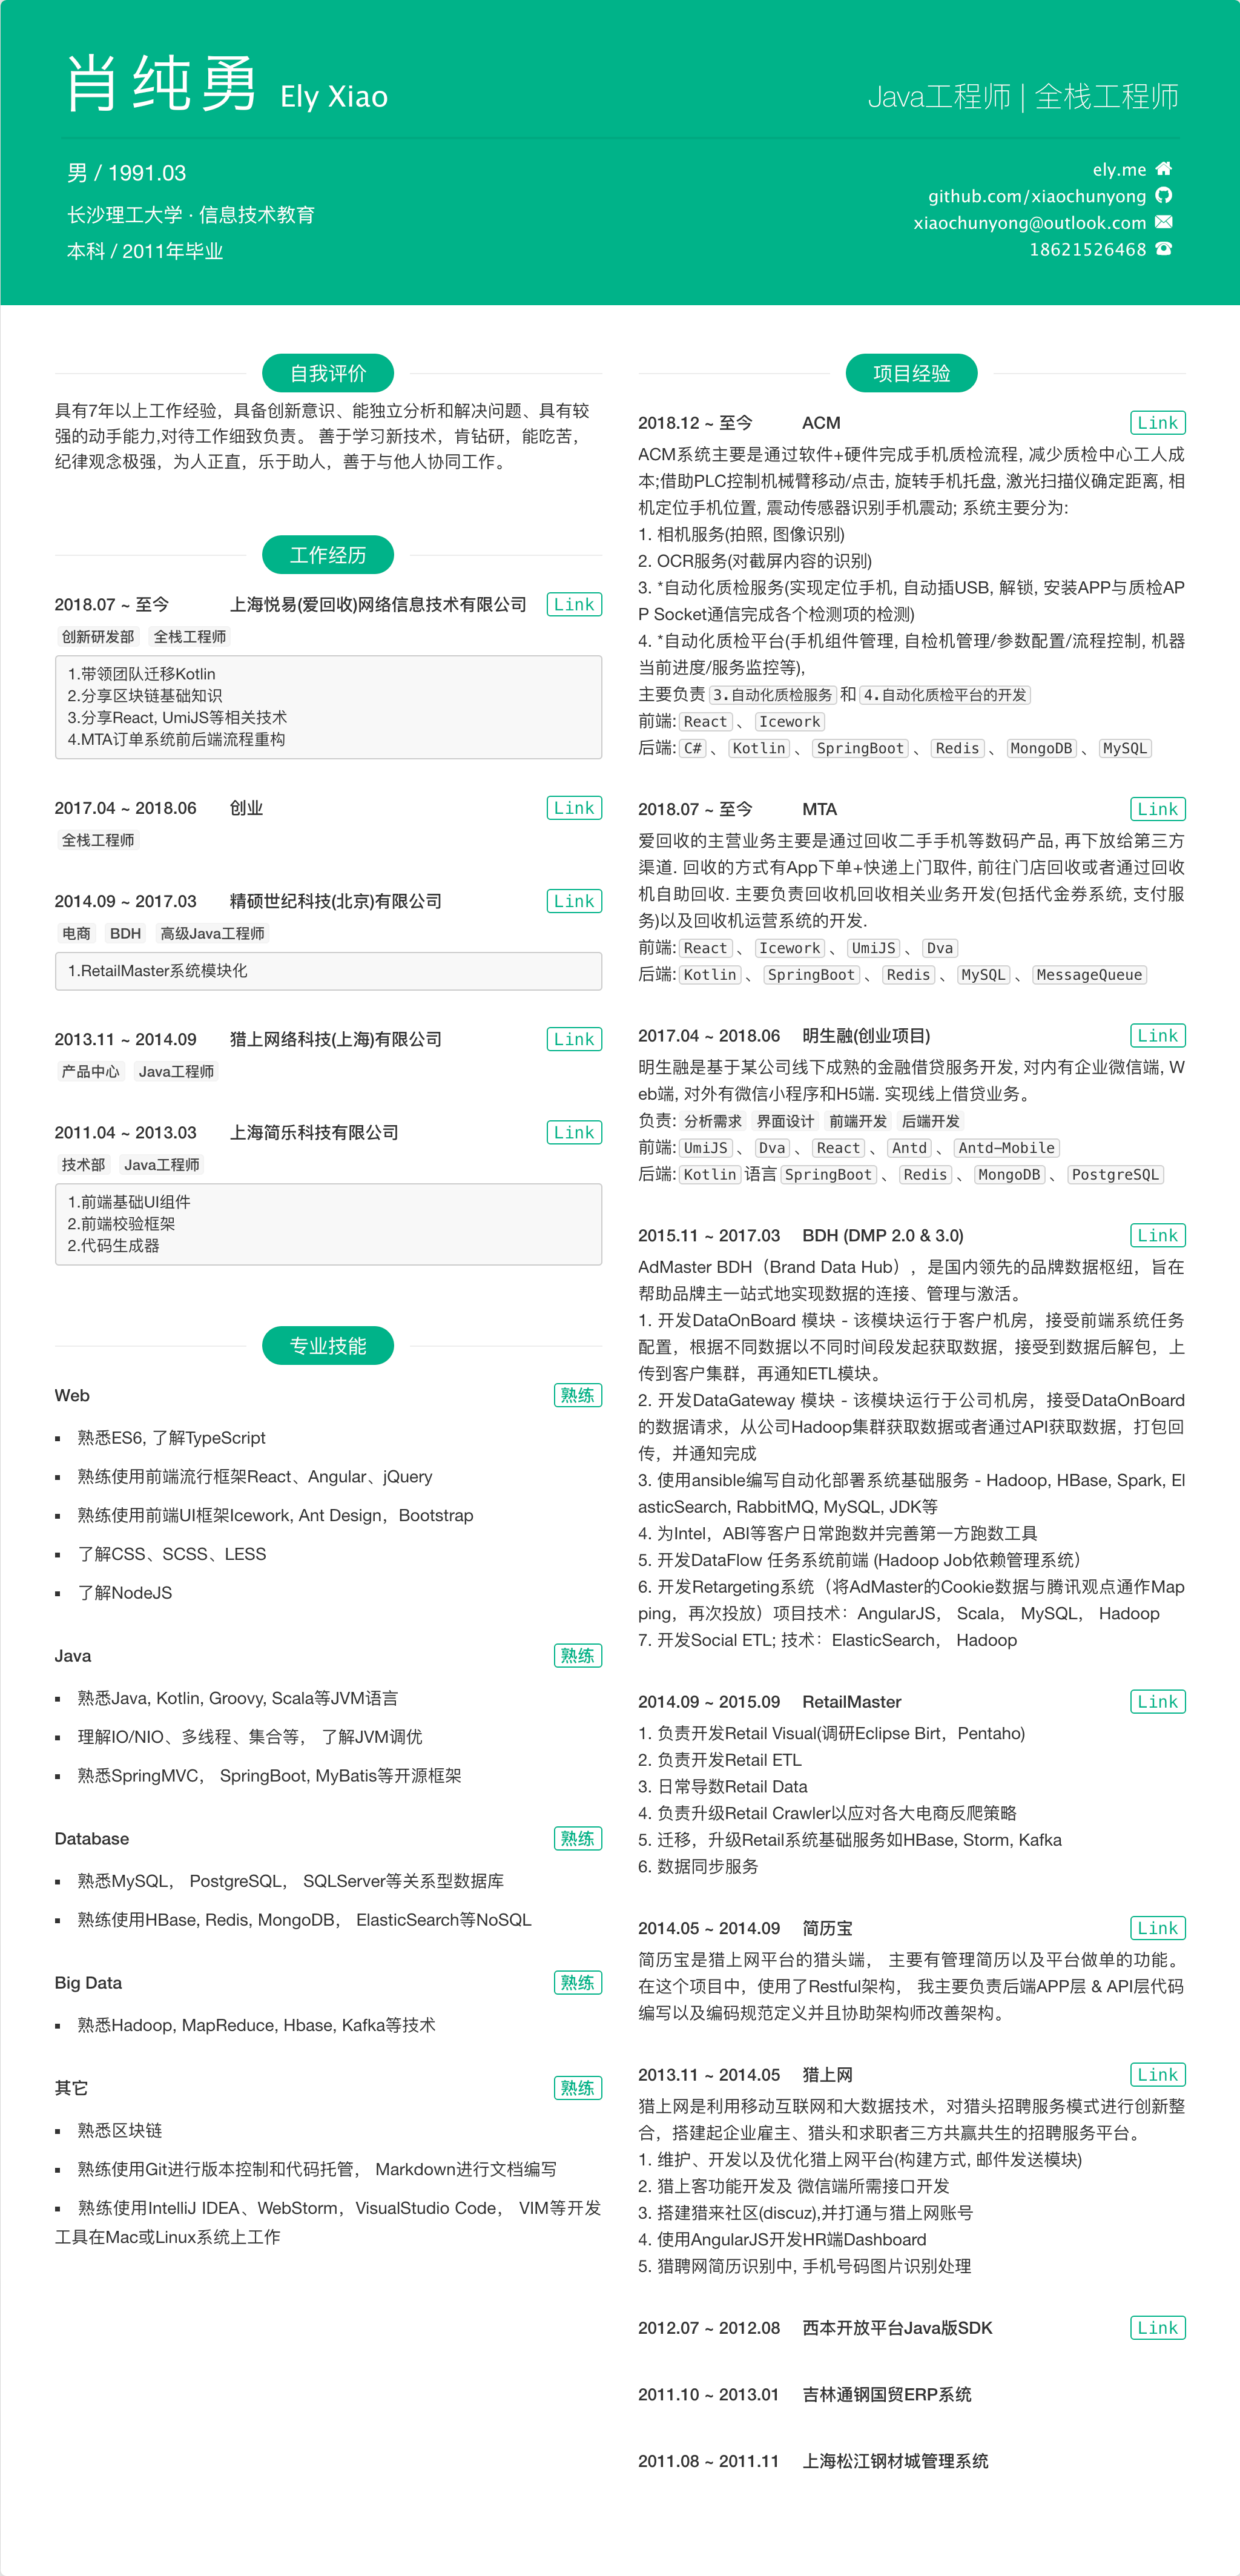 肖纯勇 Ely Xiao
Java工程师 | 全栈工程师
男 / 1991.03
长沙理工大学 · 信息技术教育
本科 / 2011年毕业
ely.me
github.com/xiaochunyong
xiaochunyong@outlook.com
18621526468
自我评价
具有7年以上工作经验，具备创新意识、能独立分析和解决问题、具有较
强的动手能力,对待工作细致负责。 善于学习新技术，肯钻研，能吃苦，
纪律观念极强，为人正直，乐于助人，善于与他人协同工作。
工作经历
2018.07 ~ 至今 上海悦易(爱回收)网络信息技术有限公司 Link
创新研发部 全栈工程师
1.带领团队迁移Kotlin
2.分享区块链基础知识
3.分享React, UmiJS等相关技术
4.MTA订单系统前后端流程重构
2017.04 ~ 2018.06 创业 Link
全栈工程师
2014.09 ~ 2017.03 精硕世纪科技(北京)有限公司 Link
电商 BDH 高级Java工程师
1.RetailMaster系统模块化
2013.11 ~ 2014.09 猎上网络科技(上海)有限公司 Link
产品中心 Java工程师
2011.04 ~ 2013.03 上海简乐科技有限公司 Link
技术部 Java工程师
1.前端基础UI组件
2.前端校验框架
2.代码生成器
专业技能
Web 熟练
▪ 熟悉ES6, 了解TypeScript
▪ 熟练使用前端流行框架React、Angular、jQuery
▪ 熟练使用前端UI框架Icework, Ant Design，Bootstrap
▪ 了解CSS、SCSS、LESS
▪ 了解NodeJS
Java 熟练
▪ 熟悉Java, Kotlin, Groovy, Scala等JVM语言
▪ 理解IO/NIO、多线程、集合等， 了解JVM调优
▪ 熟悉SpringMVC， SpringBoot, MyBatis等开源框架
Database 熟练
▪ 熟悉MySQL， PostgreSQL， SQLServer等关系型数据库
▪ 熟练使用HBase, Redis, MongoDB， ElasticSearch等NoSQL
Big Data 熟练
▪ 熟悉Hadoop, MapReduce, Hbase, Kafka等技术
其它 熟练
▪ 熟悉区块链
▪ 熟练使用Git进行版本控制和代码托管， Markdown进行文档编写
▪ 熟练使用IntelliJ IDEA、WebStorm，VisualStudio Code， VIM等开发
工具在Mac或Linux系统上工作
项目经验
2018.12 ~ 至今 ACM Link
ACM系统主要是通过软件+硬件完成手机质检流程, 减少质检中心工人成
本;借助PLC控制机械臂移动/点击, 旋转手机托盘, 激光扫描仪确定距离, 相
机定位手机位置, 震动传感器识别手机震动; 系统主要分为:
1. 相机服务(拍照, 图像识别)
2. OCR服务(对截屏内容的识别)
3. *自动化质检服务(实现定位手机, 自动插USB, 解锁, 安装APP与质检AP
P Socket通信完成各个检测项的检测)
4. *自动化质检平台(手机组件管理, 自检机管理/参数配置/流程控制, 机器
当前进度/服务监控等),
主要负责 3.自动化质检服务 和 4.自动化质检平台的开发
前端: React 、 Icework
后端: C# 、 Kotlin 、 SpringBoot 、 Redis 、 MongoDB 、 MySQL
2018.07 ~ 至今 MTA Link
爱回收的主营业务主要是通过回收二手手机等数码产品, 再下放给第三方
渠道. 回收的方式有App下单+快递上门取件, 前往门店回收或者通过回收
机自助回收. 主要负责回收机回收相关业务开发(包括代金券系统, 支付服
务)以及回收机运营系统的开发.
前端: React 、 Icework 、 UmiJS 、 Dva
后端: Kotlin 、 SpringBoot 、 Redis 、 MySQL 、 MessageQueue
2017.04 ~ 2018.06 明生融(创业项目) Link
明生融是基于某公司线下成熟的金融借贷服务开发, 对内有企业微信端, W
eb端, 对外有微信小程序和H5端. 实现线上借贷业务。
负责: 分析需求 界面设计 前端开发 后端开发
前端: UmiJS 、 Dva 、 React 、 Antd 、 Antd-Mobile
后端: Kotlin 语言 SpringBoot 、 Redis 、 MongoDB 、 PostgreSQL
2015.11 ~ 2017.03 BDH (DMP 2.0 & 3.0) Link
AdMaster BDH（Brand Data Hub），是国内领先的品牌数据枢纽，旨在
帮助品牌主一站式地实现数据的连接、管理与激活。
1. 开发DataOnBoard 模块 - 该模块运行于客户机房，接受前端系统任务
配置，根据不同数据以不同时间段发起获取数据，接受到数据后解包，上
传到客户集群，再通知ETL模块。
2. 开发DataGateway 模块 - 该模块运行于公司机房，接受DataOnBoard
的数据请求，从公司Hadoop集群获取数据或者通过API获取数据，打包回
传，并通知完成
3. 使用ansible编写自动化部署系统基础服务 - Hadoop, HBase, Spark, El
asticSearch, RabbitMQ, MySQL, JDK等
4. 为Intel，ABI等客户日常跑数并完善第一方跑数工具
5. 开发DataFlow 任务系统前端 (Hadoop Job依赖管理系统）
6. 开发Retargeting系统（将AdMaster的Cookie数据与腾讯观点通作Map
ping，再次投放）项目技术：AngularJS， Scala， MySQL， Hadoop
7. 开发Social ETL; 技术：ElasticSearch， Hadoop
2014.09 ~ 2015.09 RetailMaster Link
1. 负责开发Retail Visual(调研Eclipse Birt，Pentaho)
2. 负责开发Retail ETL
3. 日常导数Retail Data
4. 负责升级Retail Crawler以应对各大电商反爬策略
5. 迁移，升级Retail系统基础服务如HBase, Storm, Kafka
6. 数据同步服务
2014.05 ~ 2014.09 简历宝 Link
简历宝是猎上网平台的猎头端， 主要有管理简历以及平台做单的功能。
在这个项目中，使用了Restful架构， 我主要负责后端APP层 & API层代码
编写以及编码规范定义并且协助架构师改善架构。
2013.11 ~ 2014.05 猎上网 Link
猎上网是利用移动互联网和大数据技术，对猎头招聘服务模式进行创新整
合，搭建起企业雇主、猎头和求职者三方共赢共生的招聘服务平台。
1. 维护、开发以及优化猎上网平台(构建方式, 邮件发送模块)
2. 猎上客功能开发及 微信端所需接口开发
3. 搭建猎来社区(discuz),并打通与猎上网账号
4. 使用AngularJS开发HR端Dashboard
5. 猎聘网简历识别中, 手机号码图片识别处理
2012.07 ~ 2012.08 西本开放平台Java版SDK Link
2011.10 ~ 2013.01 吉林通钢国贸ERP系统
2011.08 ~ 2011.11 上海松江钢材城管理系统